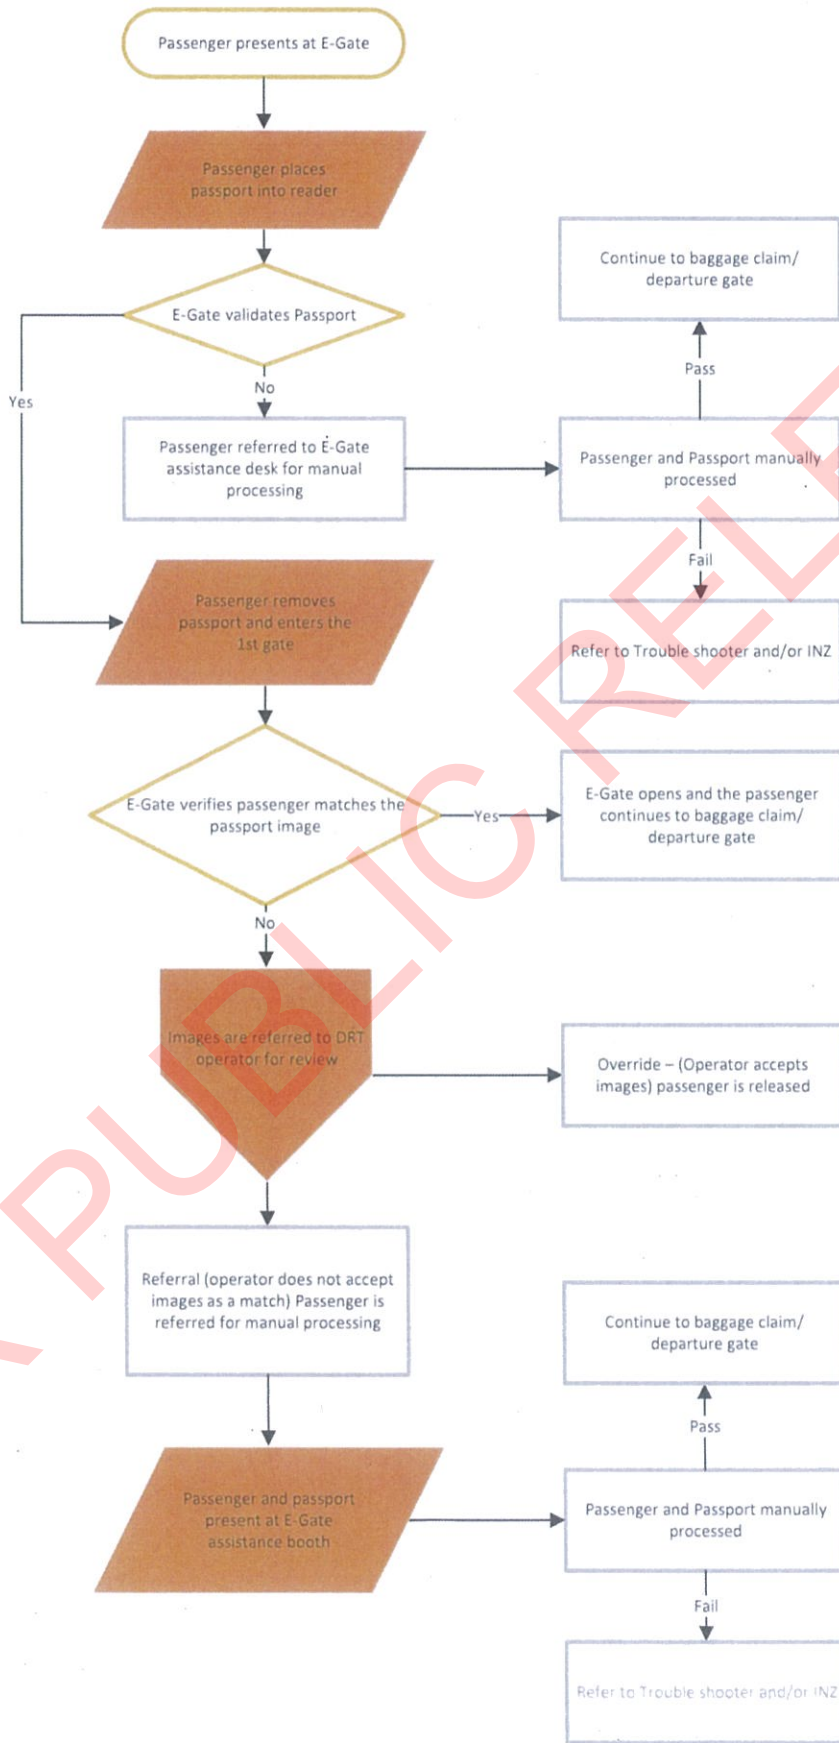 Passenger presents at E-Gate
Passenger places
passport into reader
E-Gate validates Passport
Yes
No
Passenger referred to E-Gate
assistance desk for manual
processing
Continue to baggage claim/
departure gate
Pass
Passenger and Passport manually
processed
Fail
Refer to Trouble shooter and/or INZ
Passenger removes
passport and enters the
1st gate
E-Gate verifies passenger matches the
passport image
Yes
E-Gate opens and the passenger
continues to baggage claim/
departure gate
No
Images are referred to DRT
operator for review
Override – (Operator accepts
images) passenger is released
Referral (operator does not accept
images as a match) Passenger is
referred for manual processing
Passenger and passport
present at E-Gate
assistance booth
Continue to baggage claim/
departure gate
Pass
Passenger and Passport manually
processed
Fail
Refer to Trouble shooter and/or INZ
PUBLIC